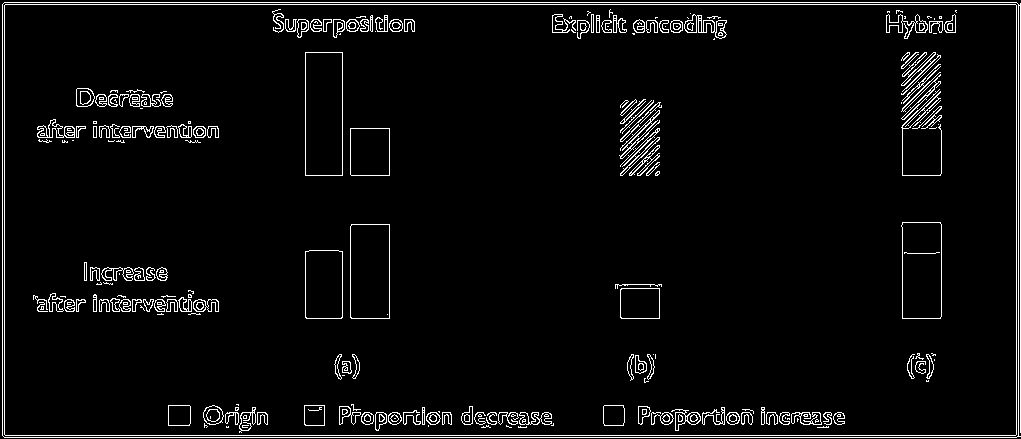 Superposition Explicit encoding Hybrid
Decrease
after intervention
Increase
after intervention
(a) (b) (c)
Origin Proportion decrease Proportion increase